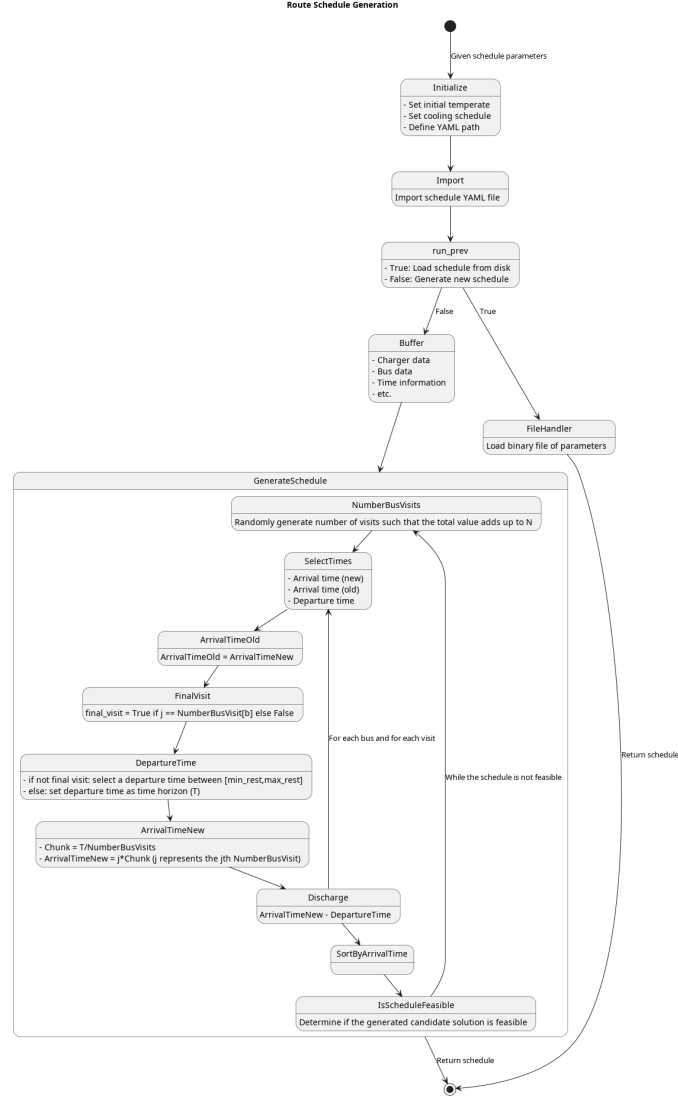 Route Schedule Generation
Given schedule parameters
Initialize
- Set initial temperate
- Set cooling schedule
- Define YAML path
Import
Import schedule YAML file
run_prev
- True: Load schedule from disk
- False: Generate new schedule
False
True
Buffer
- Charger data
- Bus data
- Time information
- etc.
FileHandler
Load binary file of parameters
GenerateSchedule
NumberBusVisits
Randomly generate number of visits such that the total value adds up to N
SelectTimes
- Arrival time (new)
- Arrival time (old)
- Departure time
ArrivalTimeOld
ArrivalTimeOld = ArrivalTimeNew
FinalVisit
final_visit = True if j == NumberBusVisit[b] else False
For each bus and for each visit
Return schedule
DepartureTime
- if not final visit: select a departure time between [min_rest,max_rest]
- else: set departure time as time horizon (T)
While the schedule is not feasible
ArrivalTimeNew
- Chunk = T/NumberBusVisits
- ArrivalTimeNew = j*Chunk (j represents the jth NumberBusVisit)
Discharge
ArrivalTimeNew - DepartureTime
SortByArrivalTime
IsScheduleFeasible
Determine if the generated candidate solution is feasible
Return schedule